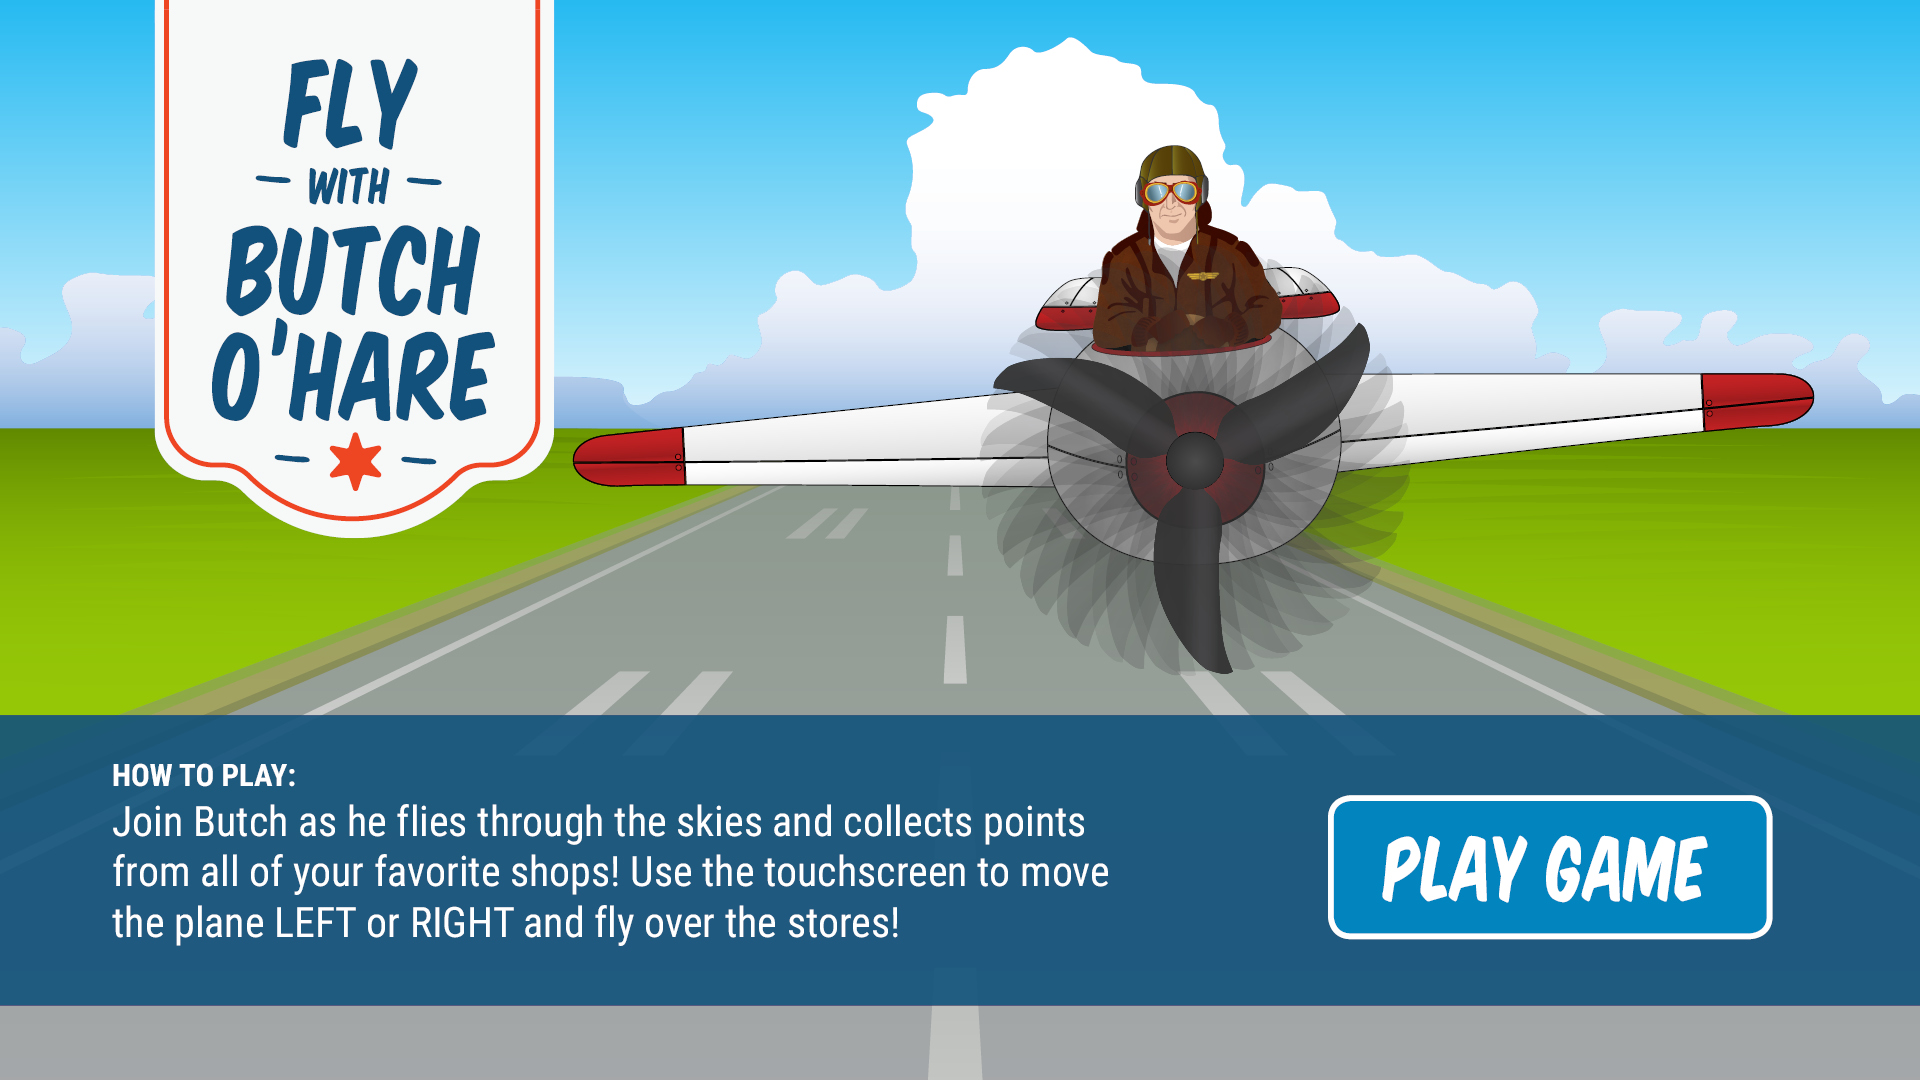 FLY
WITH
BUTCH
O'HARE
HOW TO PLAY:
Join Butch as he flies through the skies and collects points
from all of your favorite shops! Use the touchscreen to move
the plane LEFT or RIGHT and fly over the stores!
PLAY GAME